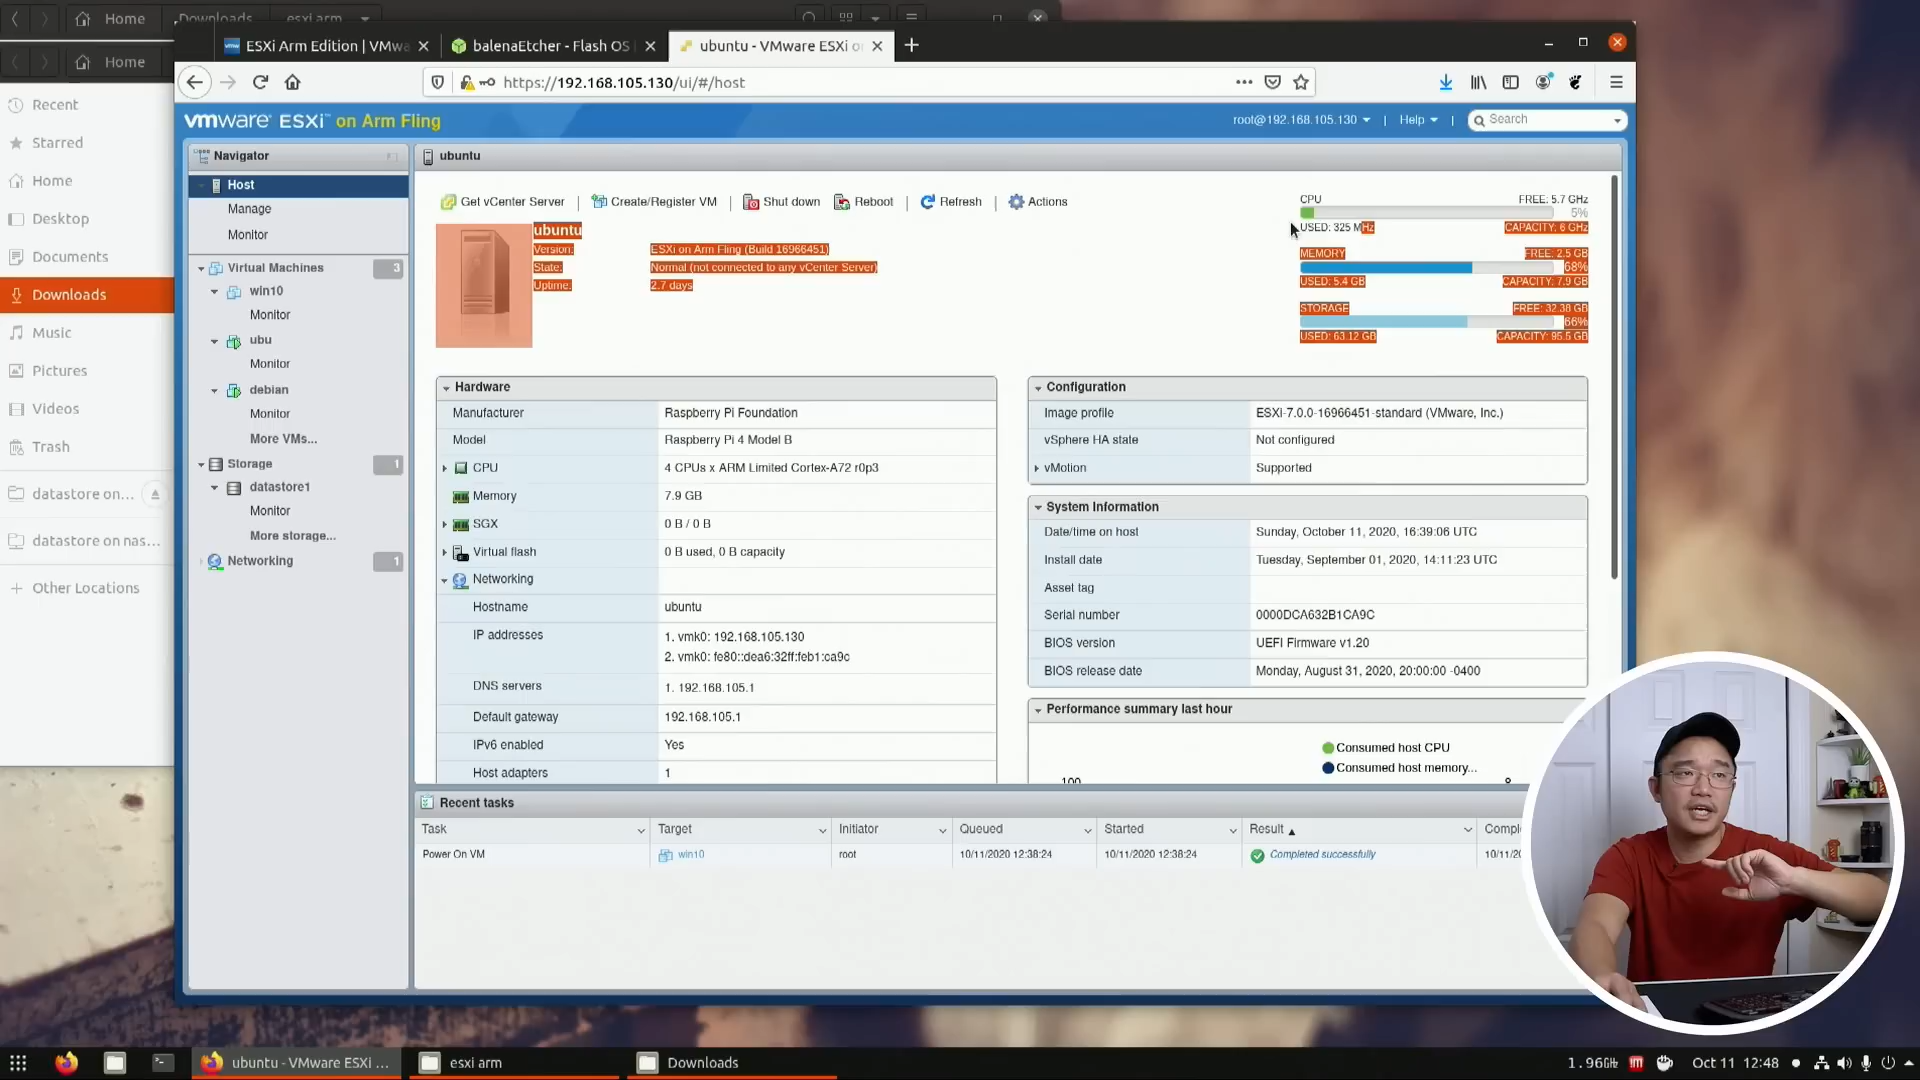 Home
Downloads
esxi arm
Home
Recent
Starred
Home
Desktop
Documents
Downloads
Music
Pictures
Videos
Trash
datastore on...
datastore on nas...
Other Locations
ESXi Arm Edition | VMwa
balenaEtcher - Flash OS
ubuntu - VMware ESXi o
https://192.168.105.130/ui/#/host
vmware ESXi on Arm Fling
root@192.168.105.130
Help
Search
Navigator
Host
Manage
Monitor
Virtual Machines 3
win10
Monitor
ubu
Monitor
debian
Monitor
More VMs...
Storage 1
datastore1
Monitor
More storage...
Networking 1
ubuntu
Get vCenter Server
Create/Register VM
Shut down
Reboot
Refresh
Actions
ubuntu
Version: ESXi on Arm Fling (Build 16966451)
State: Normal (not connected to any vCenter Server)
Uptime: 2.7 days
CPU FREE: 5.7 GHz
5%
USED: 325 MHz CAPACITY: 6 GHz
MEMORY FREE: 2.5 GB
68%
USED: 5.4 GB CAPACITY: 7.9 GB
STORAGE FREE: 32.38 GB
66%
USED: 63.12 GB CAPACITY: 95.5 GB
Hardware
Manufacturer Raspberry Pi Foundation
Model Raspberry Pi 4 Model B
CPU 4 CPUs x ARM Limited Cortex-A72 r0p3
Memory 7.9 GB
SGX 0 B / 0 B
Virtual flash 0 B used, 0 B capacity
Networking
Hostname ubuntu
IP addresses 1. vmk0: 192.168.105.130
2. vmk0: fe80::dea6:32ff:feb1:ca9c
DNS servers 1. 192.168.105.1
Default gateway 192.168.105.1
IPv6 enabled Yes
Host adapters 1
Configuration
Image profile ESXi-7.0.0-16966451-standard (VMware, Inc.)
vSphere HA state Not configured
vMotion Supported
System Information
Date/time on host Sunday, October 11, 2020, 16:39:06 UTC
Install date Tuesday, September 01, 2020, 14:11:23 UTC
Asset tag
Serial number 0000DCA632B1CA9C
BIOS version UEFI Firmware v1.20
BIOS release date Monday, August 31, 2020, 20:00:00 -0400
Performance summary last hour
Consumed host CPU
Consumed host memory...
100 8
Recent tasks
Task Target Initiator Queued Started Result Compl
Power On VM win10 root 10/11/2020 12:38:24 10/11/2020 12:38:24 Completed successfully 10/11/2
ubuntu - VMware ESXi ...
esxi arm
Downloads
1.96GHz
Oct 11 12:48